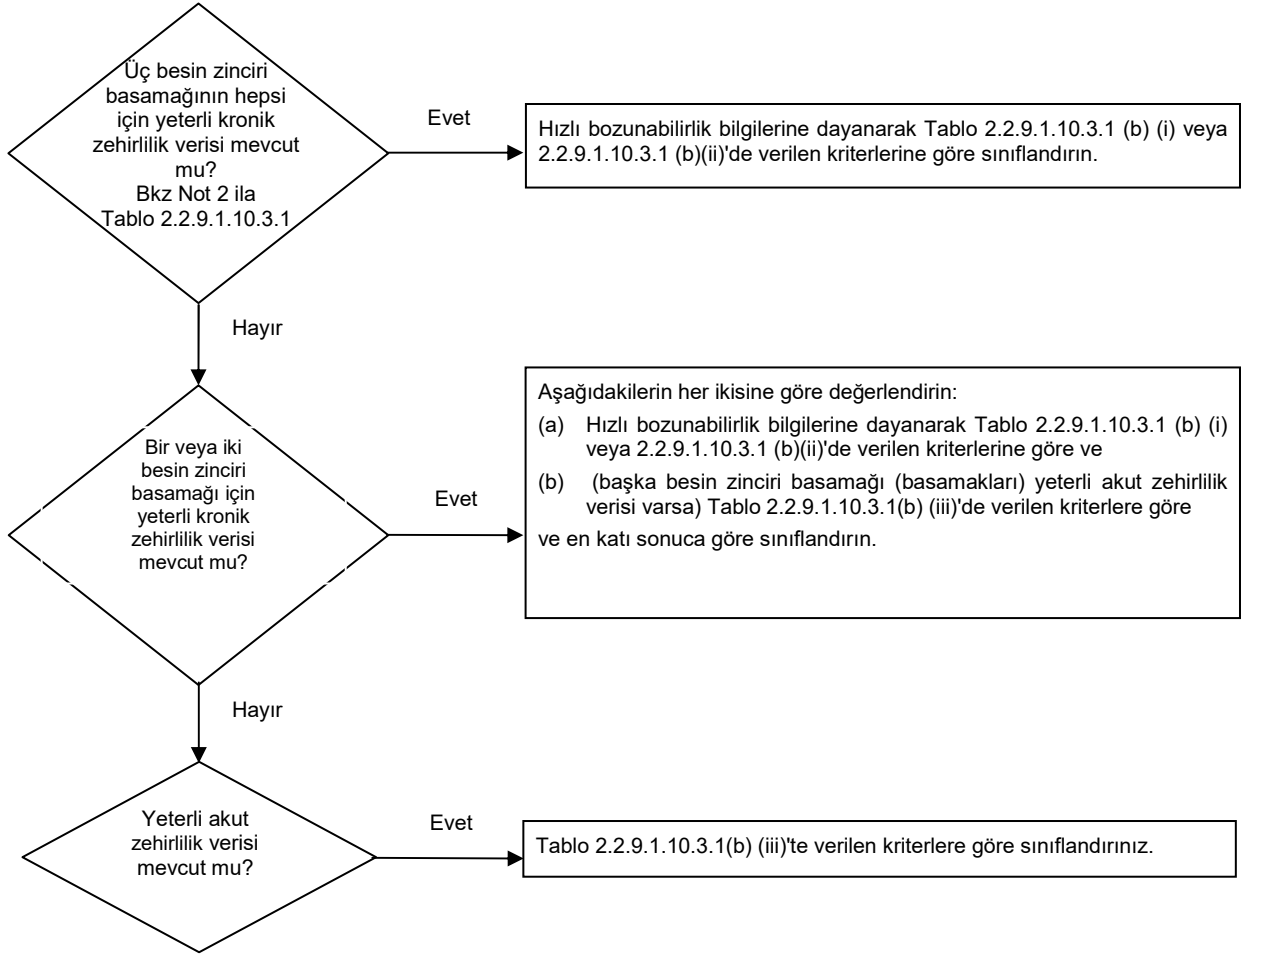 Üç besin zinciri
basamağının hepsi
için yeterli kronik
zehirlilik verisi mevcut
mu?
Bkz Not 2 ila
Tablo 2.2.9.1.10.3.1
Evet
Hızlı bozunabilirlik bilgilerine dayanarak Tablo 2.2.9.1.10.3.1 (b) (i) veya
2.2.9.1.10.3.1 (b)(ii)'de verilen kriterlerine göre sınıflandırın.
Hayır
Bir veya iki
besin zinciri
basamağı için
yeterli kronik
zehirlilik verisi
mevcut mu?
Evet
Aşağıdakilerin her ikisine göre değerlendirin:
(a) Hızlı bozunabilirlik bilgilerine dayanarak Tablo 2.2.9.1.10.3.1 (b) (i)
veya 2.2.9.1.10.3.1 (b)(ii)'de verilen kriterlerine göre ve
(b) (başka besin zinciri basamağı (basamakları) yeterli akut zehirlilik
verisi varsa) Tablo 2.2.9.1.10.3.1(b) (iii)'de verilen kriterlere göre
ve en katı sonuca göre sınıflandırın.
Hayır
Yeterli akut
zehirlilik verisi
mevcut mu?
Evet
Tablo 2.2.9.1.10.3.1(b) (iii)'te verilen kriterlere göre sınıflandırınız.